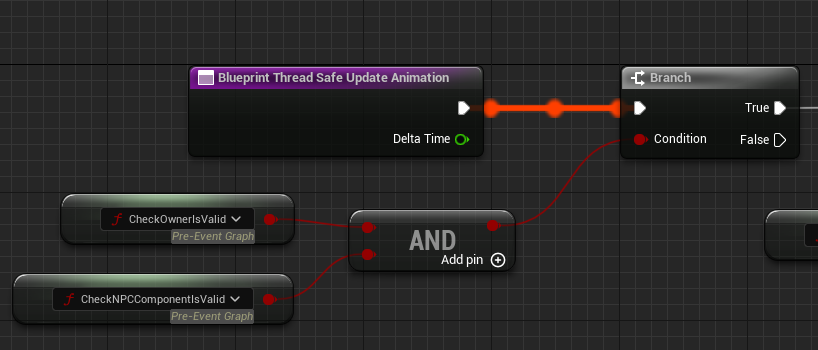 Blueprint Thread Safe Update Animation
Delta Time
Branch
True
Condition
False
CheckOwnerIsValid
Pre-Event Graph
AND
Add pin
CheckNPCComponentIsValid
Pre-Event Graph